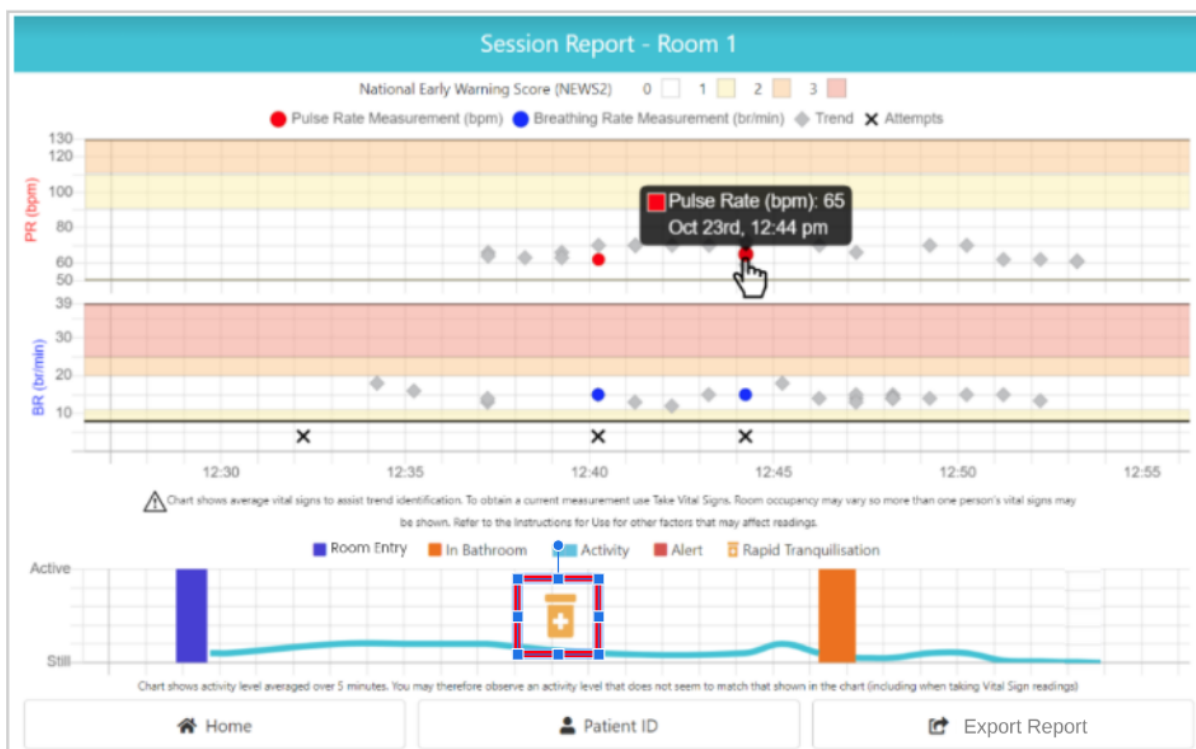 Session Report - Room 1
National Early Warning Score (NEWS2) 0 1 2 3
Pulse Rate Measurement (bpm) Breathing Rate Measurement (br/min) Trend Attempts
PR (bpm)
130
120
100
80
60
50
Pulse Rate (bpm): 65
Oct 23rd, 12:44 pm
BR (br/min)
39
30
20
10
12:30 12:35 12:40 12:45 12:50 12:55
Chart shows average vital signs to assist trend identification. To obtain a current measurement use Take Vital Signs. Room occupancy may vary so more than one person's vital signs may
be shown. Refer to the Instructions for Use for other factors that may affect readings.
Room Entry In Bathroom Activity Alert Rapid Tranquilisation
Active
Still
Chart shows activity level averaged over 5 minutes. You may therefore observe an activity level that does not seem to match that shown in the chart (including when taking Vital Sign readings)
Home Patient ID Export Report